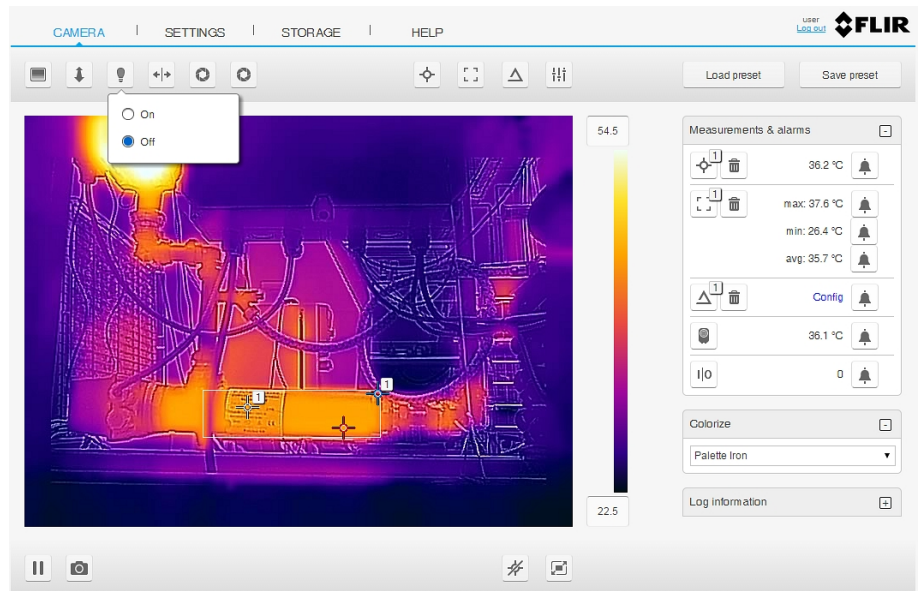 CAMERA
SETTINGS
STORAGE
HELP
user
Log out
FLIR
Load preset
Save preset
On
Off
54.5
22.5
Measurements & alarms
-
1
36.2 °C
1
max: 37.6 °C
min: 26.4 °C
avg: 35.7 °C
1
Config
36.1 °C
I|O
0
1
1
Colorize
-
Palette Iron
Log information
+